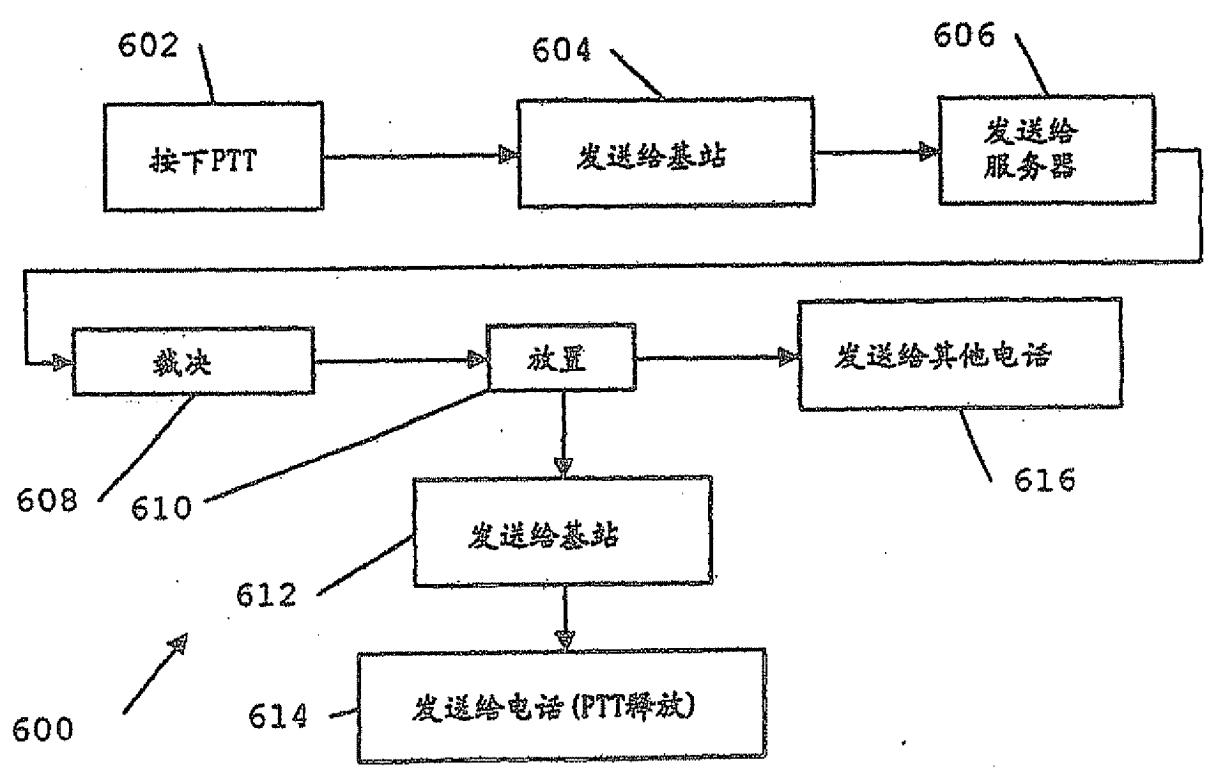 602
604
606
按下PTT
发送给基站
发送给
服务器
裁决
放置
发送给其他电话
608
610
616
发送给基站
612
发送给电话(PTT释放)
614
600